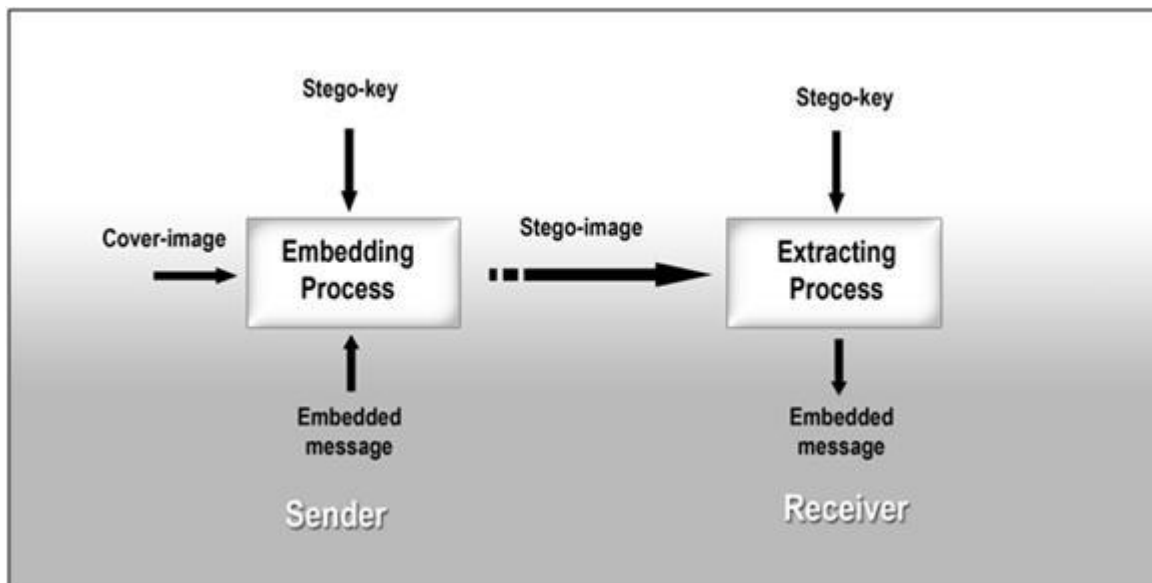 Stego-key
Stego-key
Cover-image
Embedding
Process
Stego-image
Extracting
Process
Embedded
message
Embedded
message
Sender
Receiver